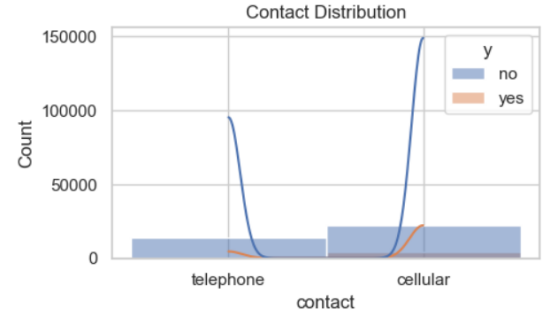 Contact Distribution
150000
100000
50000
0
Count
y
no
yes
telephone
cellular
contact